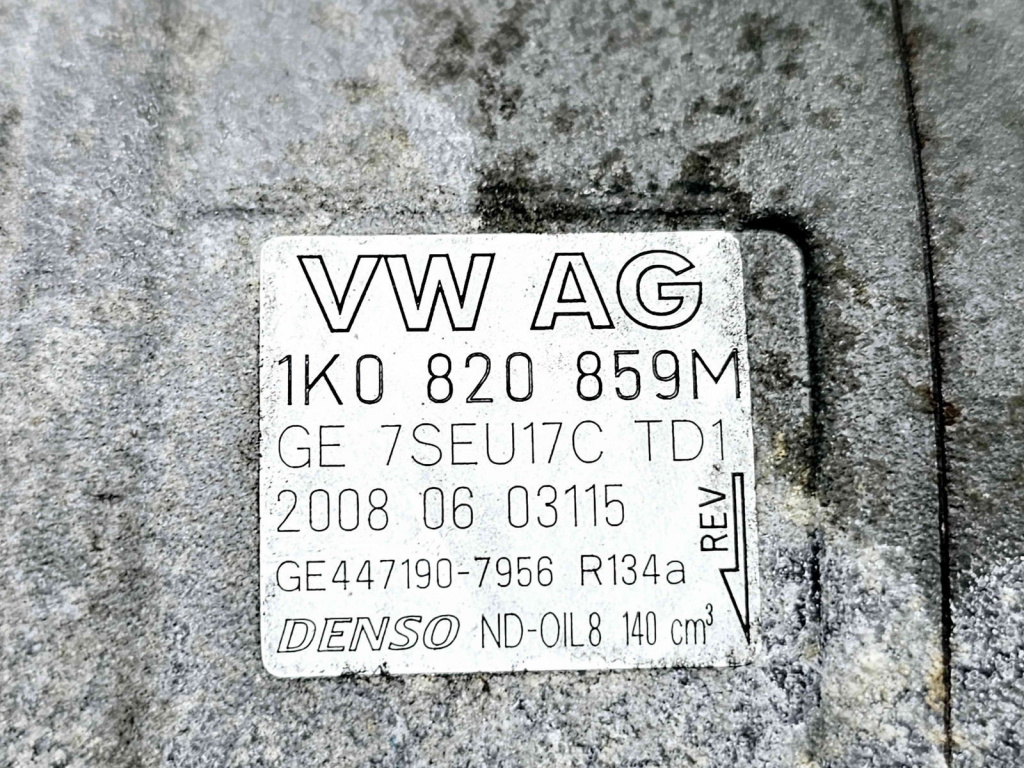 VW AG
1K0 820 859M
GE 7SEU17C TD1
2008 06 03115
REV
GE447190-7956 R134a
DENSO ND-OIL8 140 cm³